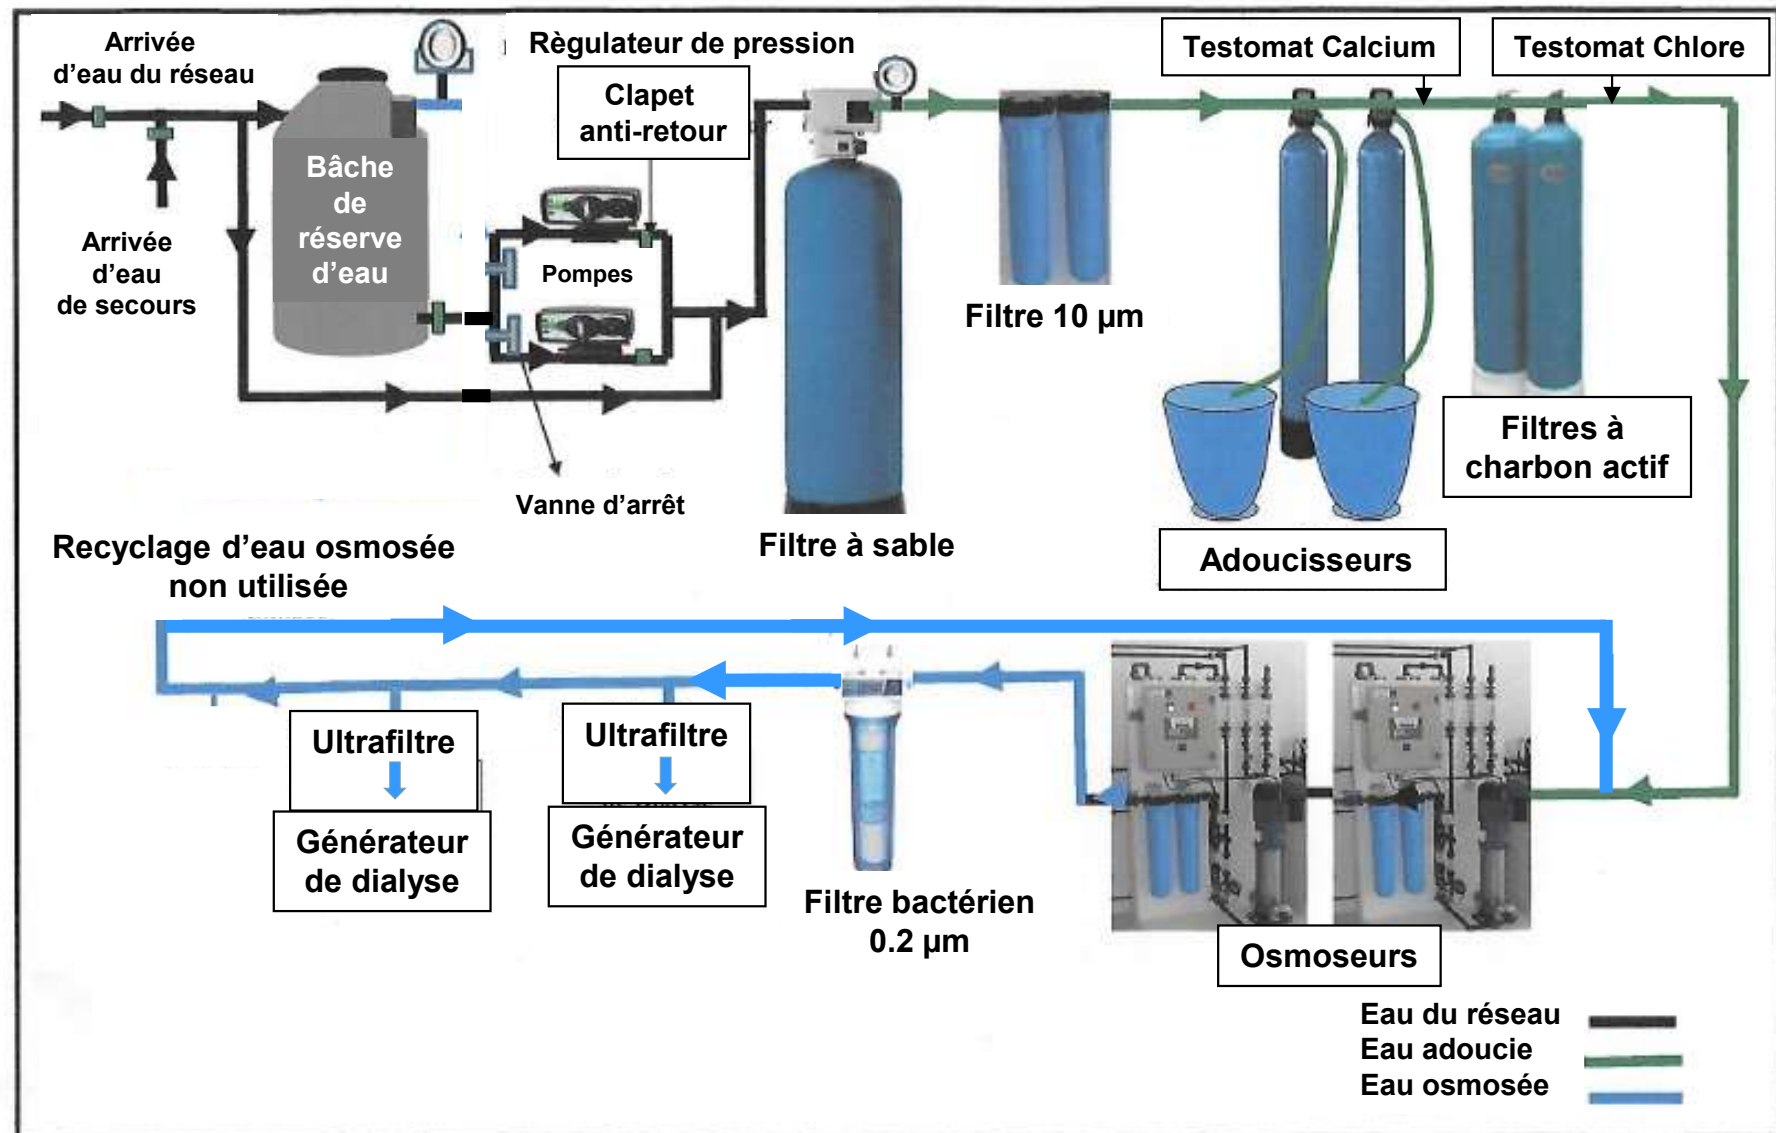 Arrivée
d'eau du réseau
Règulateur de pression
Clapet
anti-retour
Testomat Calcium
Testomat Chlore
Bâche
de
réserve
d'eau
Arrivée
d'eau
de secours
Pompes
Vanne d'arrêt
Filtre à sable
Filtre 10 µm
Adoucisseurs
Filtres à
charbon actif
Recyclage d'eau osmosée
non utilisée
Ultrafiltre
Générateur
de dialyse
Ultrafiltre
Générateur
de dialyse
Filtre bactérien
0.2 µm
Osmoseurs
Eau du réseau
Eau adoucie
Eau osmosée